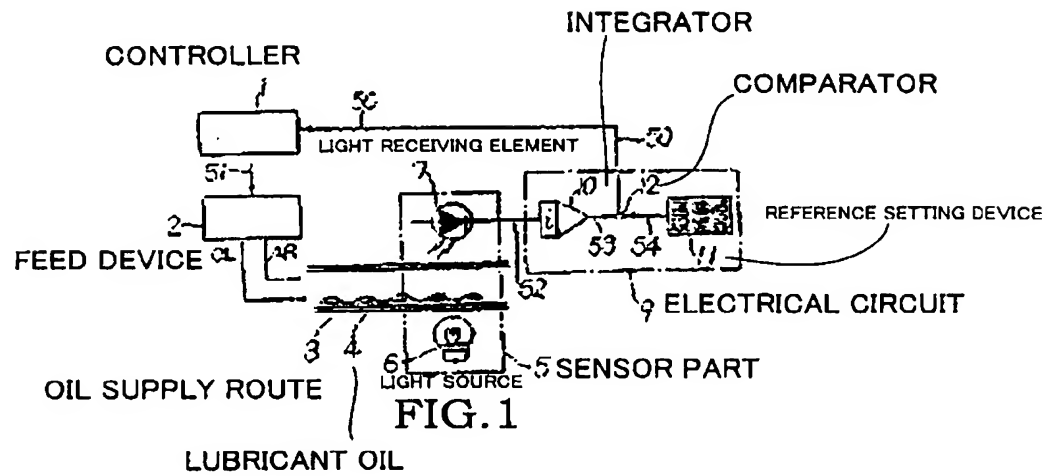 INTEGRATOR
CONTROLLER
COMPARATOR
1
50
LIGHT RECEIVING ELEMENT
50
51
7
10
12
2
REFERENCE SETTING DEVICE
FEED DEVICE
2L
2R
52
53
54
11
9 ELECTRICAL CIRCUIT
3
4
6
LIGHT SOURCE
5 SENSOR PART
OIL SUPPLY ROUTE
FIG. 1
LUBRICANT OIL